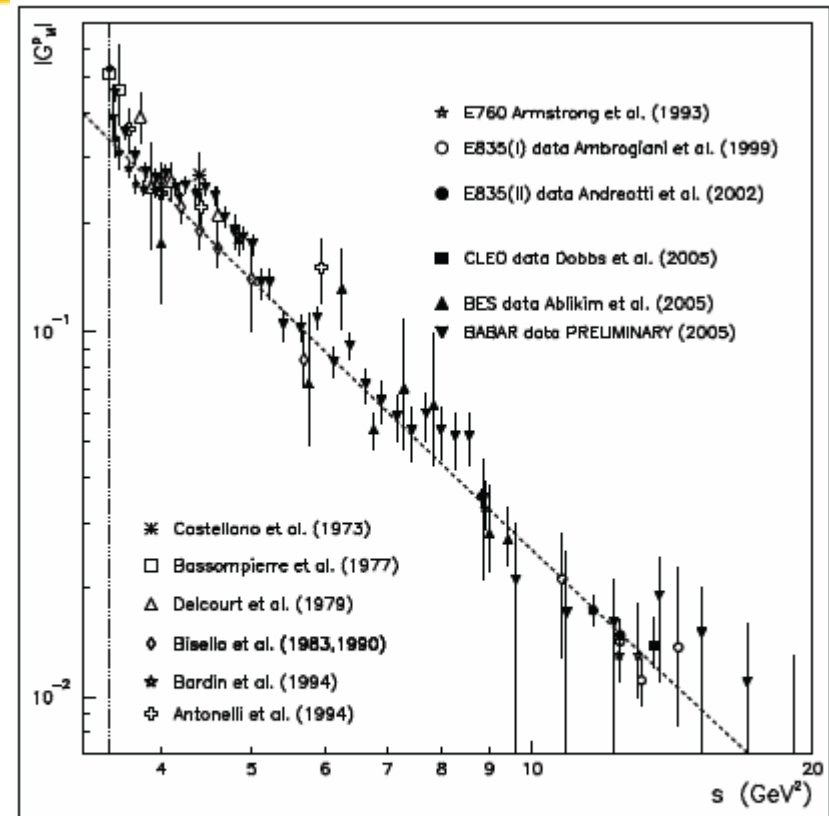 |G^p_M|
★ E760 Armstrong et al. (1993)
○ E835(I) data Ambrogiani et al. (1999)
● E835(II) data Andreotti et al. (2002)
■ CLEO data Dobbs et al. (2005)
▲ BES data Ablikim et al. (2005)
▼ BABAR data PRELIMINARY (2005)
10^-1
Castellano et al. (1973)
Bassompierre et al. (1977)
Delcourt et al. (1979)
Bisello et al. (1983,1990)
Bardin et al. (1994)
Antonelli et al. (1994)
10^-2
4 5 6 7 8 9 10 20
s (GeV²)